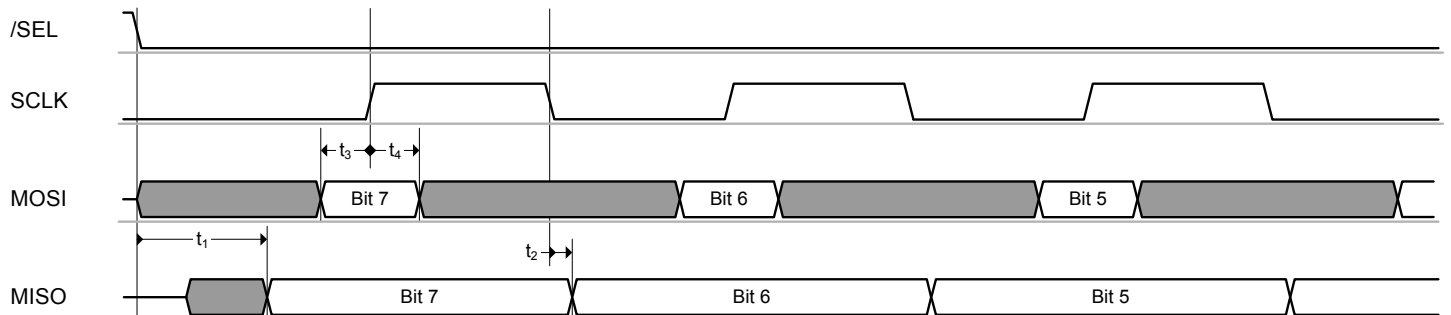 /SEL
SCLK
t₃ t₄
MOSI Bit 7 Bit 6 Bit 5
t₁ t₂
MISO Bit 7 Bit 6 Bit 5